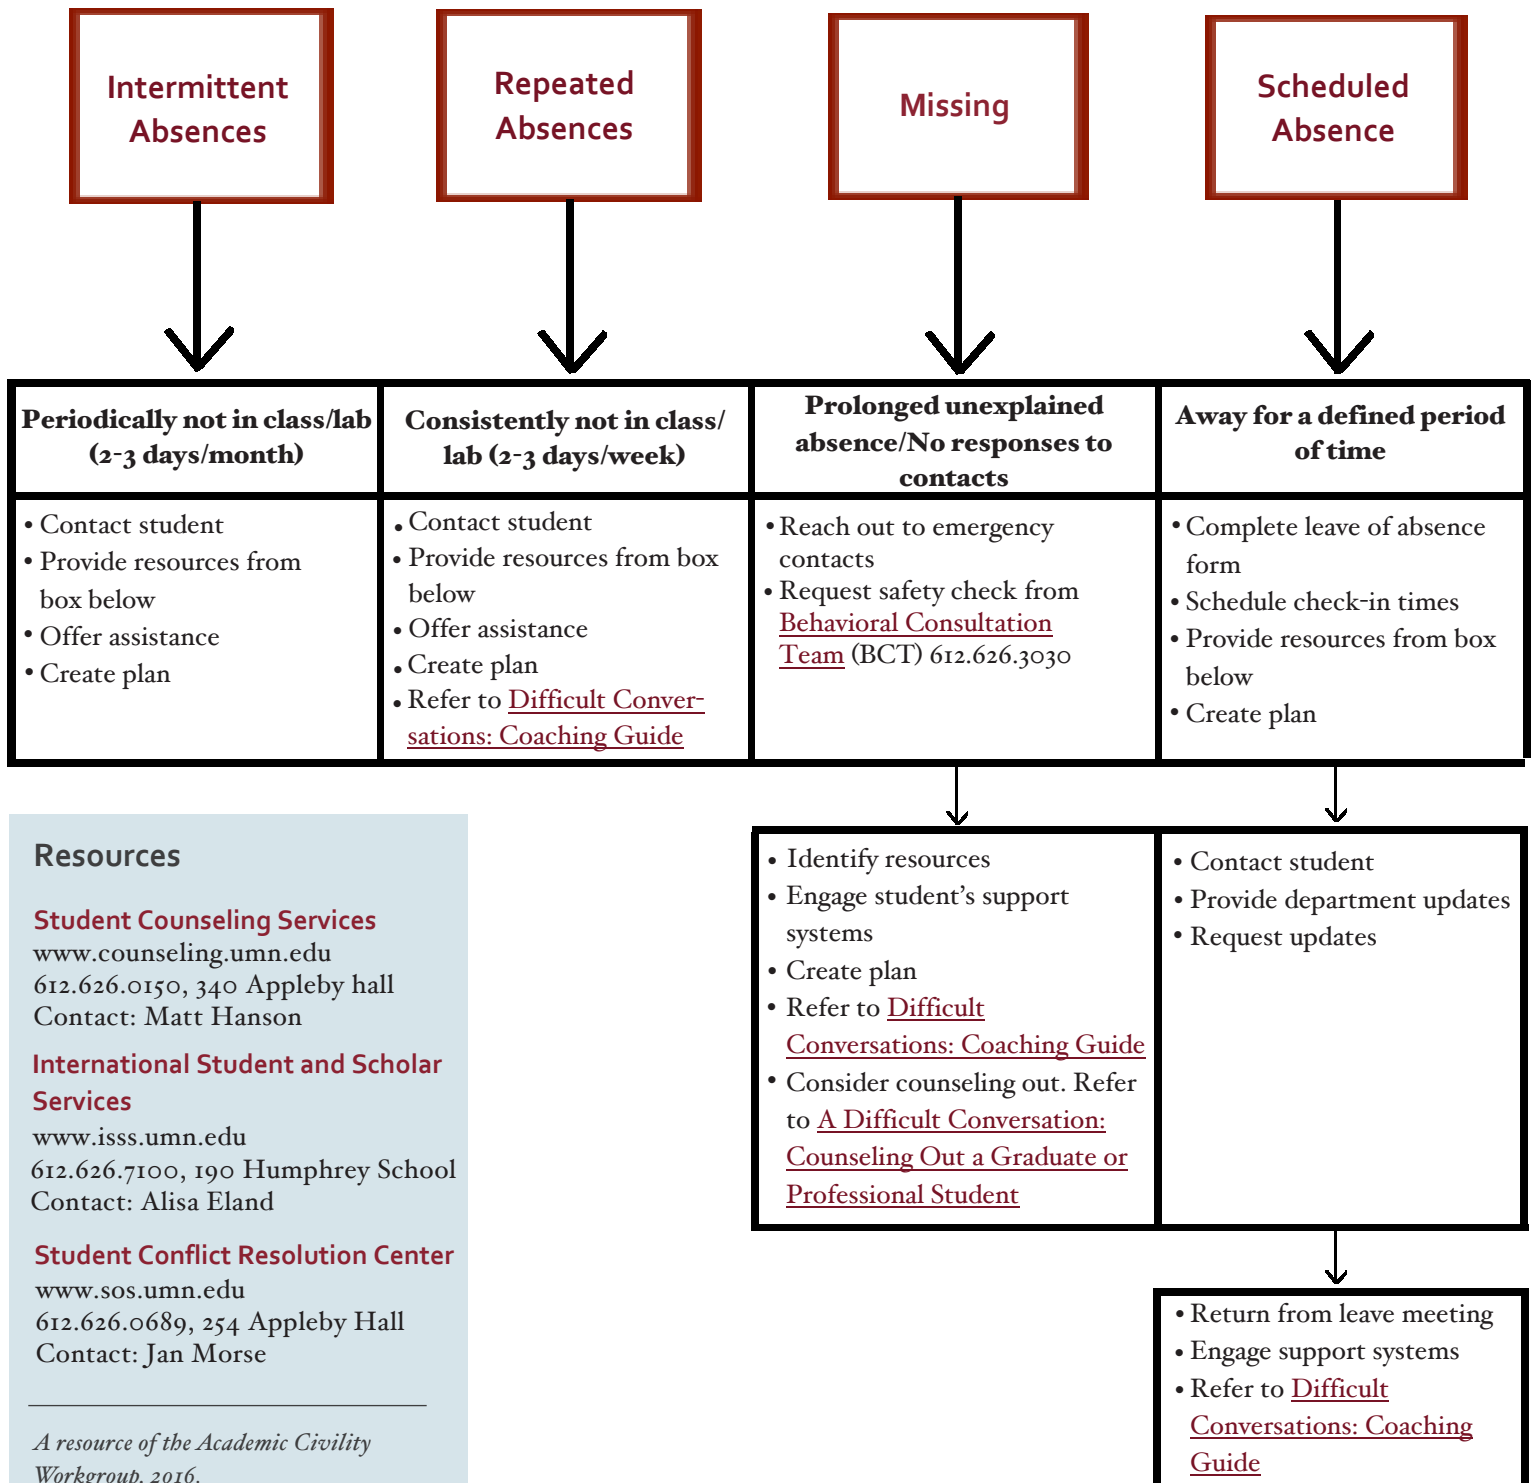 Intermittent
Absences
Repeated
Absences
Missing
Scheduled
Absence
Periodically not in class/lab
(2-3 days/month)
Consistently not in class/
lab (2-3 days/week)
Prolonged unexplained
absence/No responses to
contacts
Away for a defined period
of time
• Contact student
• Provide resources from
box below
• Offer assistance
• Create plan
• Contact student
• Provide resources from box
below
• Offer assistance
• Create plan
• Refer to Difficult Conver-
sations: Coaching Guide
• Reach out to emergency
contacts
• Request safety check from
Behavioral Consultation
Team (BCT) 612.626.3030
• Complete leave of absence
form
• Schedule check-in times
• Provide resources from box
below
• Create plan
• Identify resources
• Engage student's support
systems
• Create plan
• Refer to Difficult
Conversations: Coaching Guide
• Consider counseling out. Refer
to A Difficult Conversation:
Counseling Out a Graduate or
Professional Student
• Contact student
• Provide department updates
• Request updates
• Return from leave meeting
• Engage support systems
• Refer to Difficult
Conversations: Coaching
Guide
Resources
Student Counseling Services
www.counseling.umn.edu
612.626.0150, 340 Appleby hall
Contact: Matt Hanson
International Student and Scholar
Services
www.isss.umn.edu
612.626.7100, 190 Humphrey School
Contact: Alisa Eland
Student Conflict Resolution Center
www.sos.umn.edu
612.626.0689, 254 Appleby Hall
Contact: Jan Morse
A resource of the Academic Civility
Workgroup, 2016.